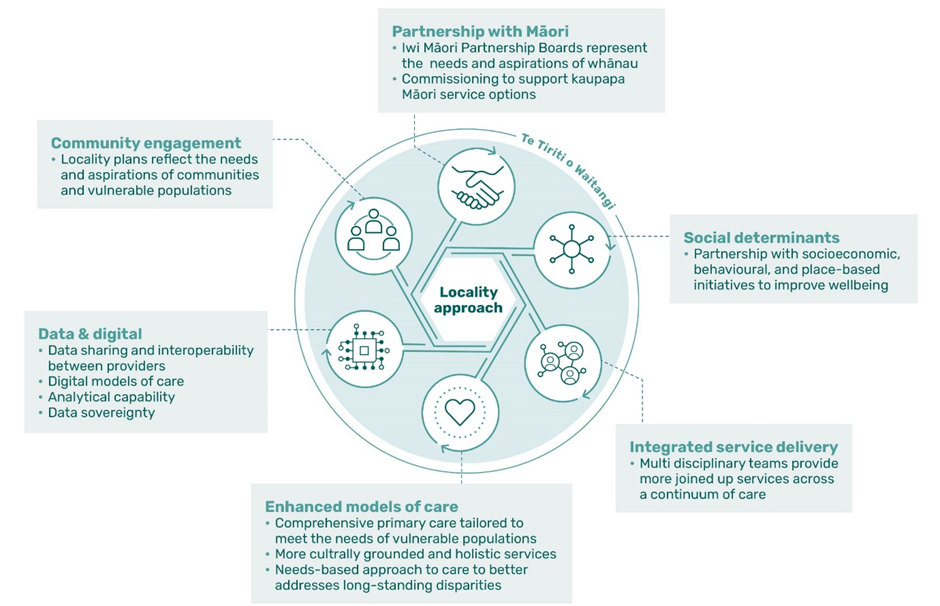 Partnership with Māori
• Iwi Māori Partnership Boards represent
the needs and aspirations of whānau
• Commissioning to support kaupapa
Māori service options
Community engagement
• Locality plans reflect the needs
and aspirations of communities
and vulnerable populations
Te Tiriti o Waitangi
Social determinants
• Partnership with socioeconomic,
behavioural, and place-based
initiatives to improve wellbeing
Locality
approach
Data & digital
• Data sharing and interoperability
between providers
• Digital models of care
• Analytical capability
• Data sovereignty
Integrated service delivery
• Multi disciplinary teams provide
more joined up services across
a continuum of care
Enhanced models of care
• Comprehensive primary care tailored to
meet the needs of vulnerable populations
• More cultrally grounded and holistic services
• Needs-based approach to care to better
addresses long-standing disparities